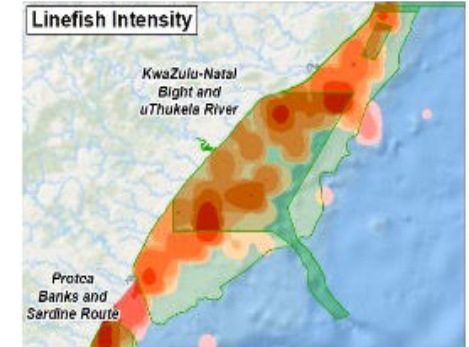 Linefish Intensity
KwaZulu-Natal
Bight and
uThukela River
Protea
Banks and
Sardine Route